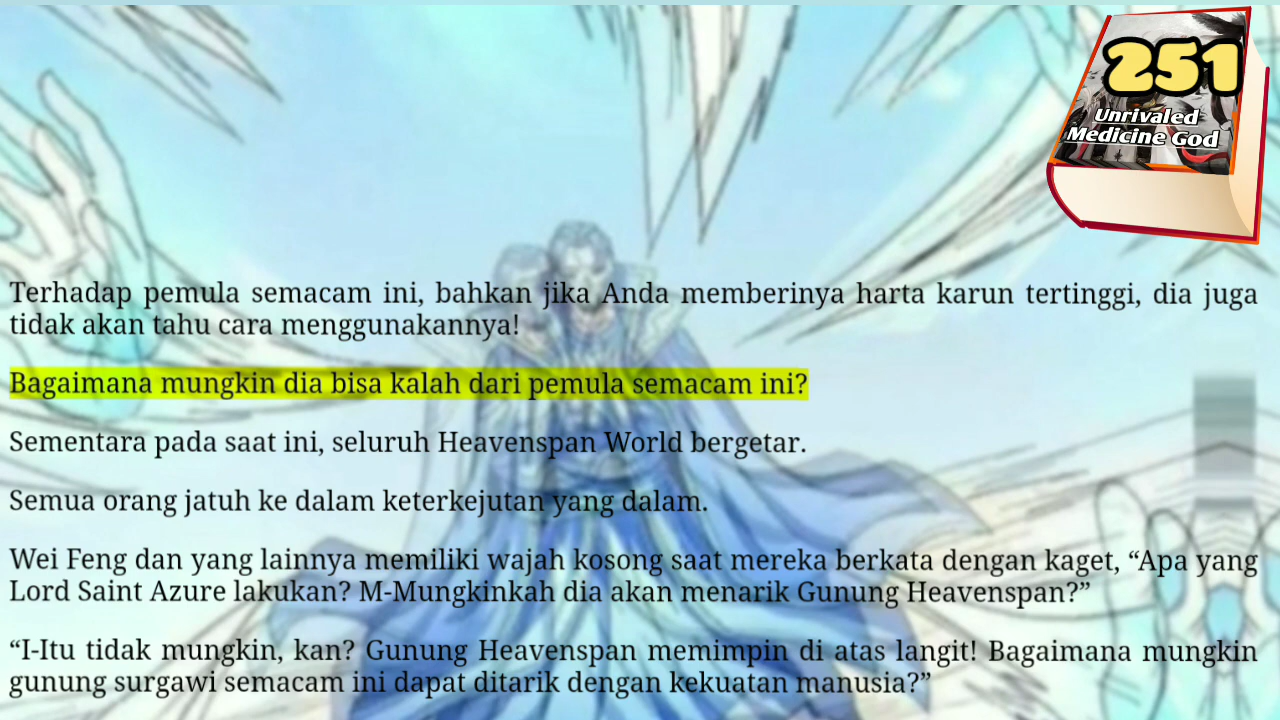 251
Unrivaled
Medicine God
Terhadap pemula semacam ini, bahkan jika Anda memberinya harta karun tertinggi, dia juga
tidak akan tahu cara menggunakannya!
Bagaimana mungkin dia bisa kalah dari pemula semacam ini?
Sementara pada saat ini, seluruh Heavenspan World bergetar.
Semua orang jatuh ke dalam keterkejutan yang dalam.
Wei Feng dan yang lainnya memiliki wajah kosong saat mereka berkata dengan kaget, “Apa yang
Lord Saint Azure lakukan? M-Mungkinkah dia akan menarik Gunung Heavenspan?”
“I-Itu tidak mungkin, kan? Gunung Heavenspan memimpin di atas langit! Bagaimana mungkin
gunung surgawi semacam ini dapat ditarik dengan kekuatan manusia?”